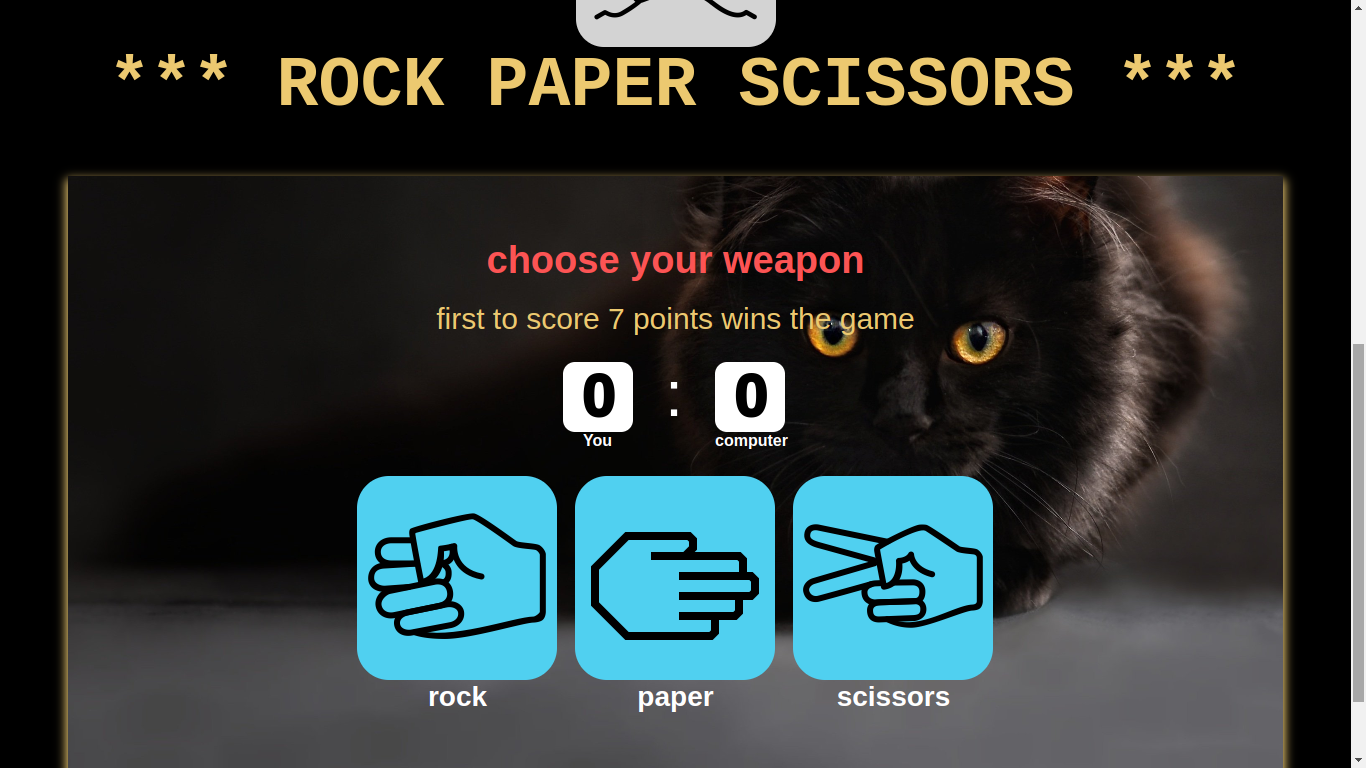 *** ROCK PAPER SCISSORS ***
choose your weapon
first to score 7 points wins the game
0 : 0
You computer
rock paper scissors